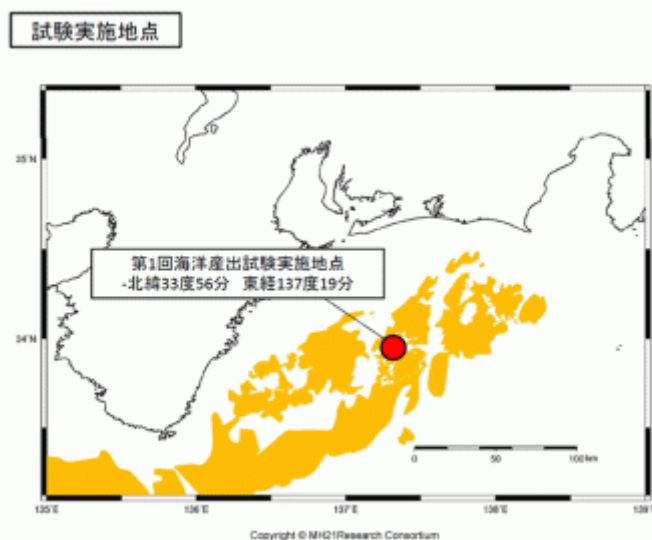 試験実施地点
35°N
第1回海洋産出試験実施地点
-北緯33度56分 東経137度19分
34°N
0 50 100 km
135°E 136°E 137°E 138°E 139°E
Copyright © MH21Research Consortium